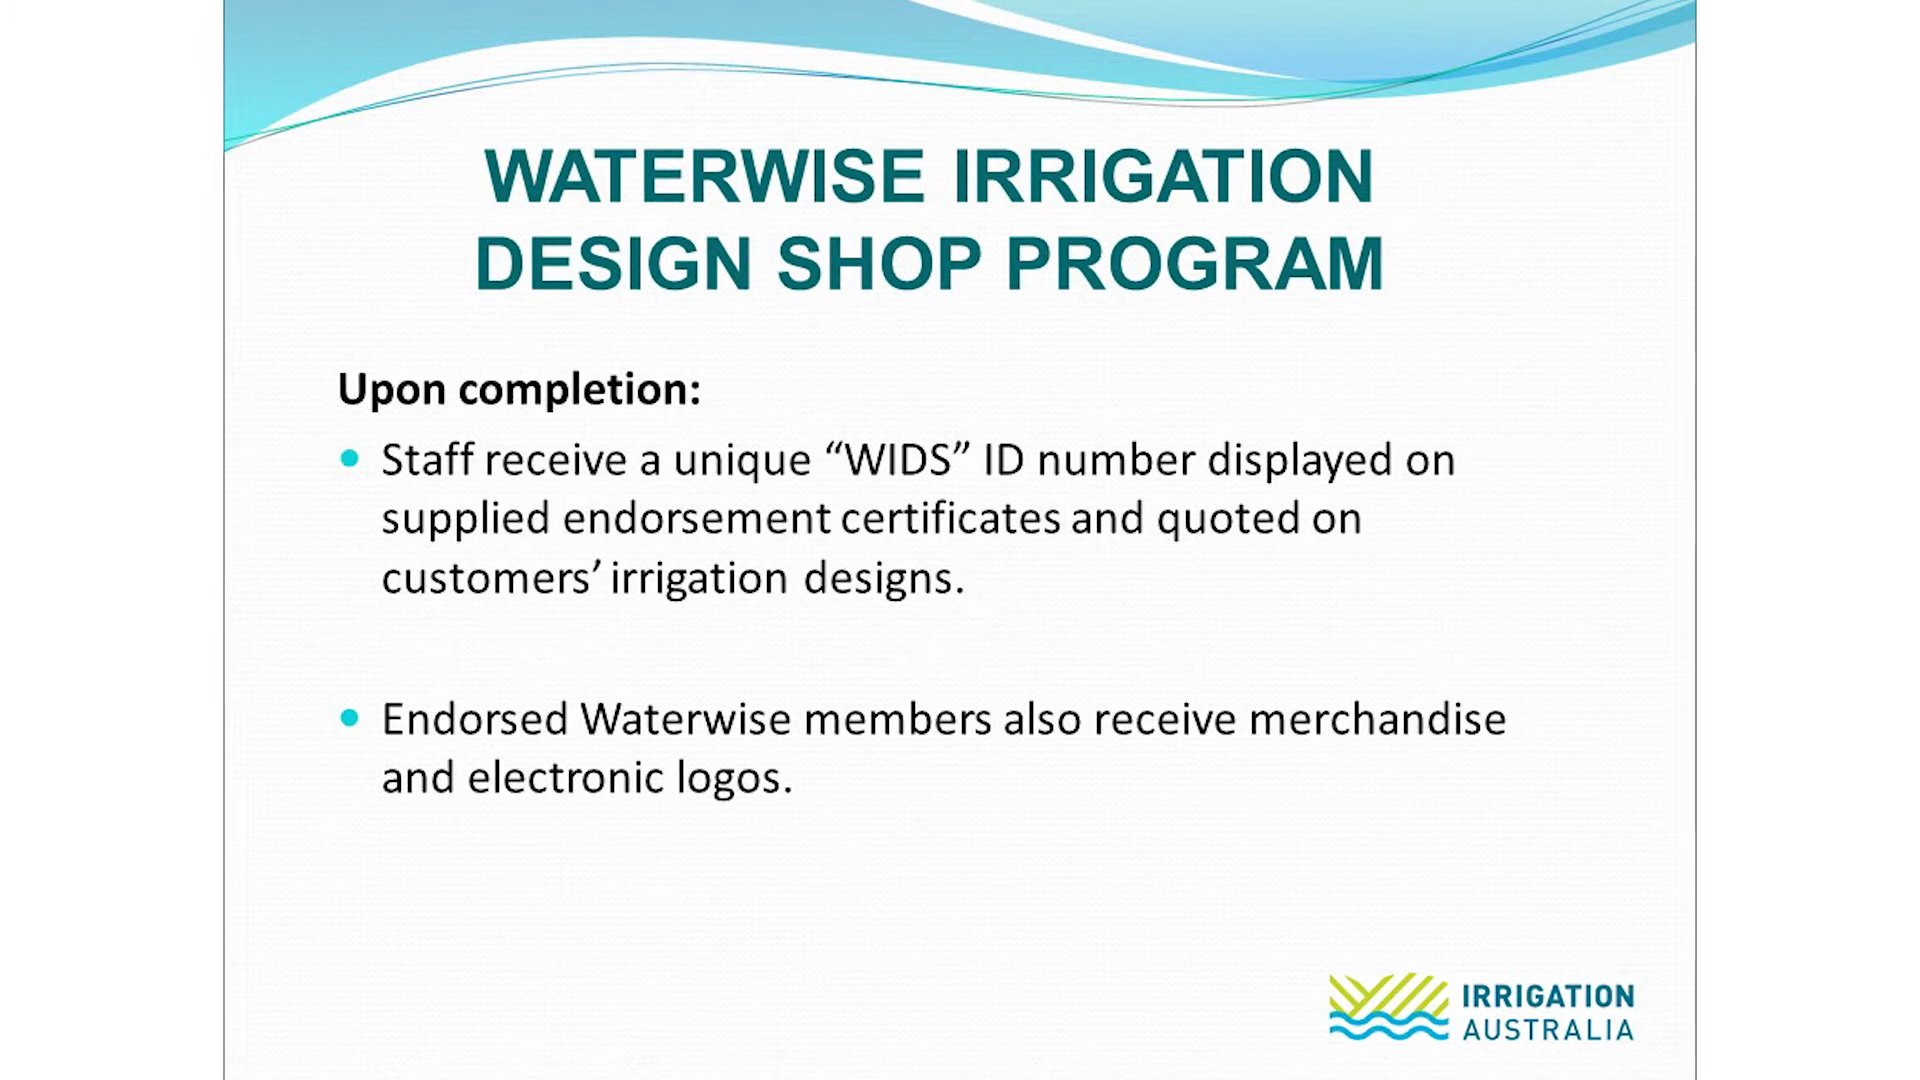 WATERWISE IRRIGATION
DESIGN SHOP PROGRAM
Upon completion:
• Staff receive a unique “WIDS” ID number displayed on
supplied endorsement certificates and quoted on
customers’ irrigation designs.
• Endorsed Waterwise members also receive merchandise
and electronic logos.
IRRIGATION
AUSTRALIA